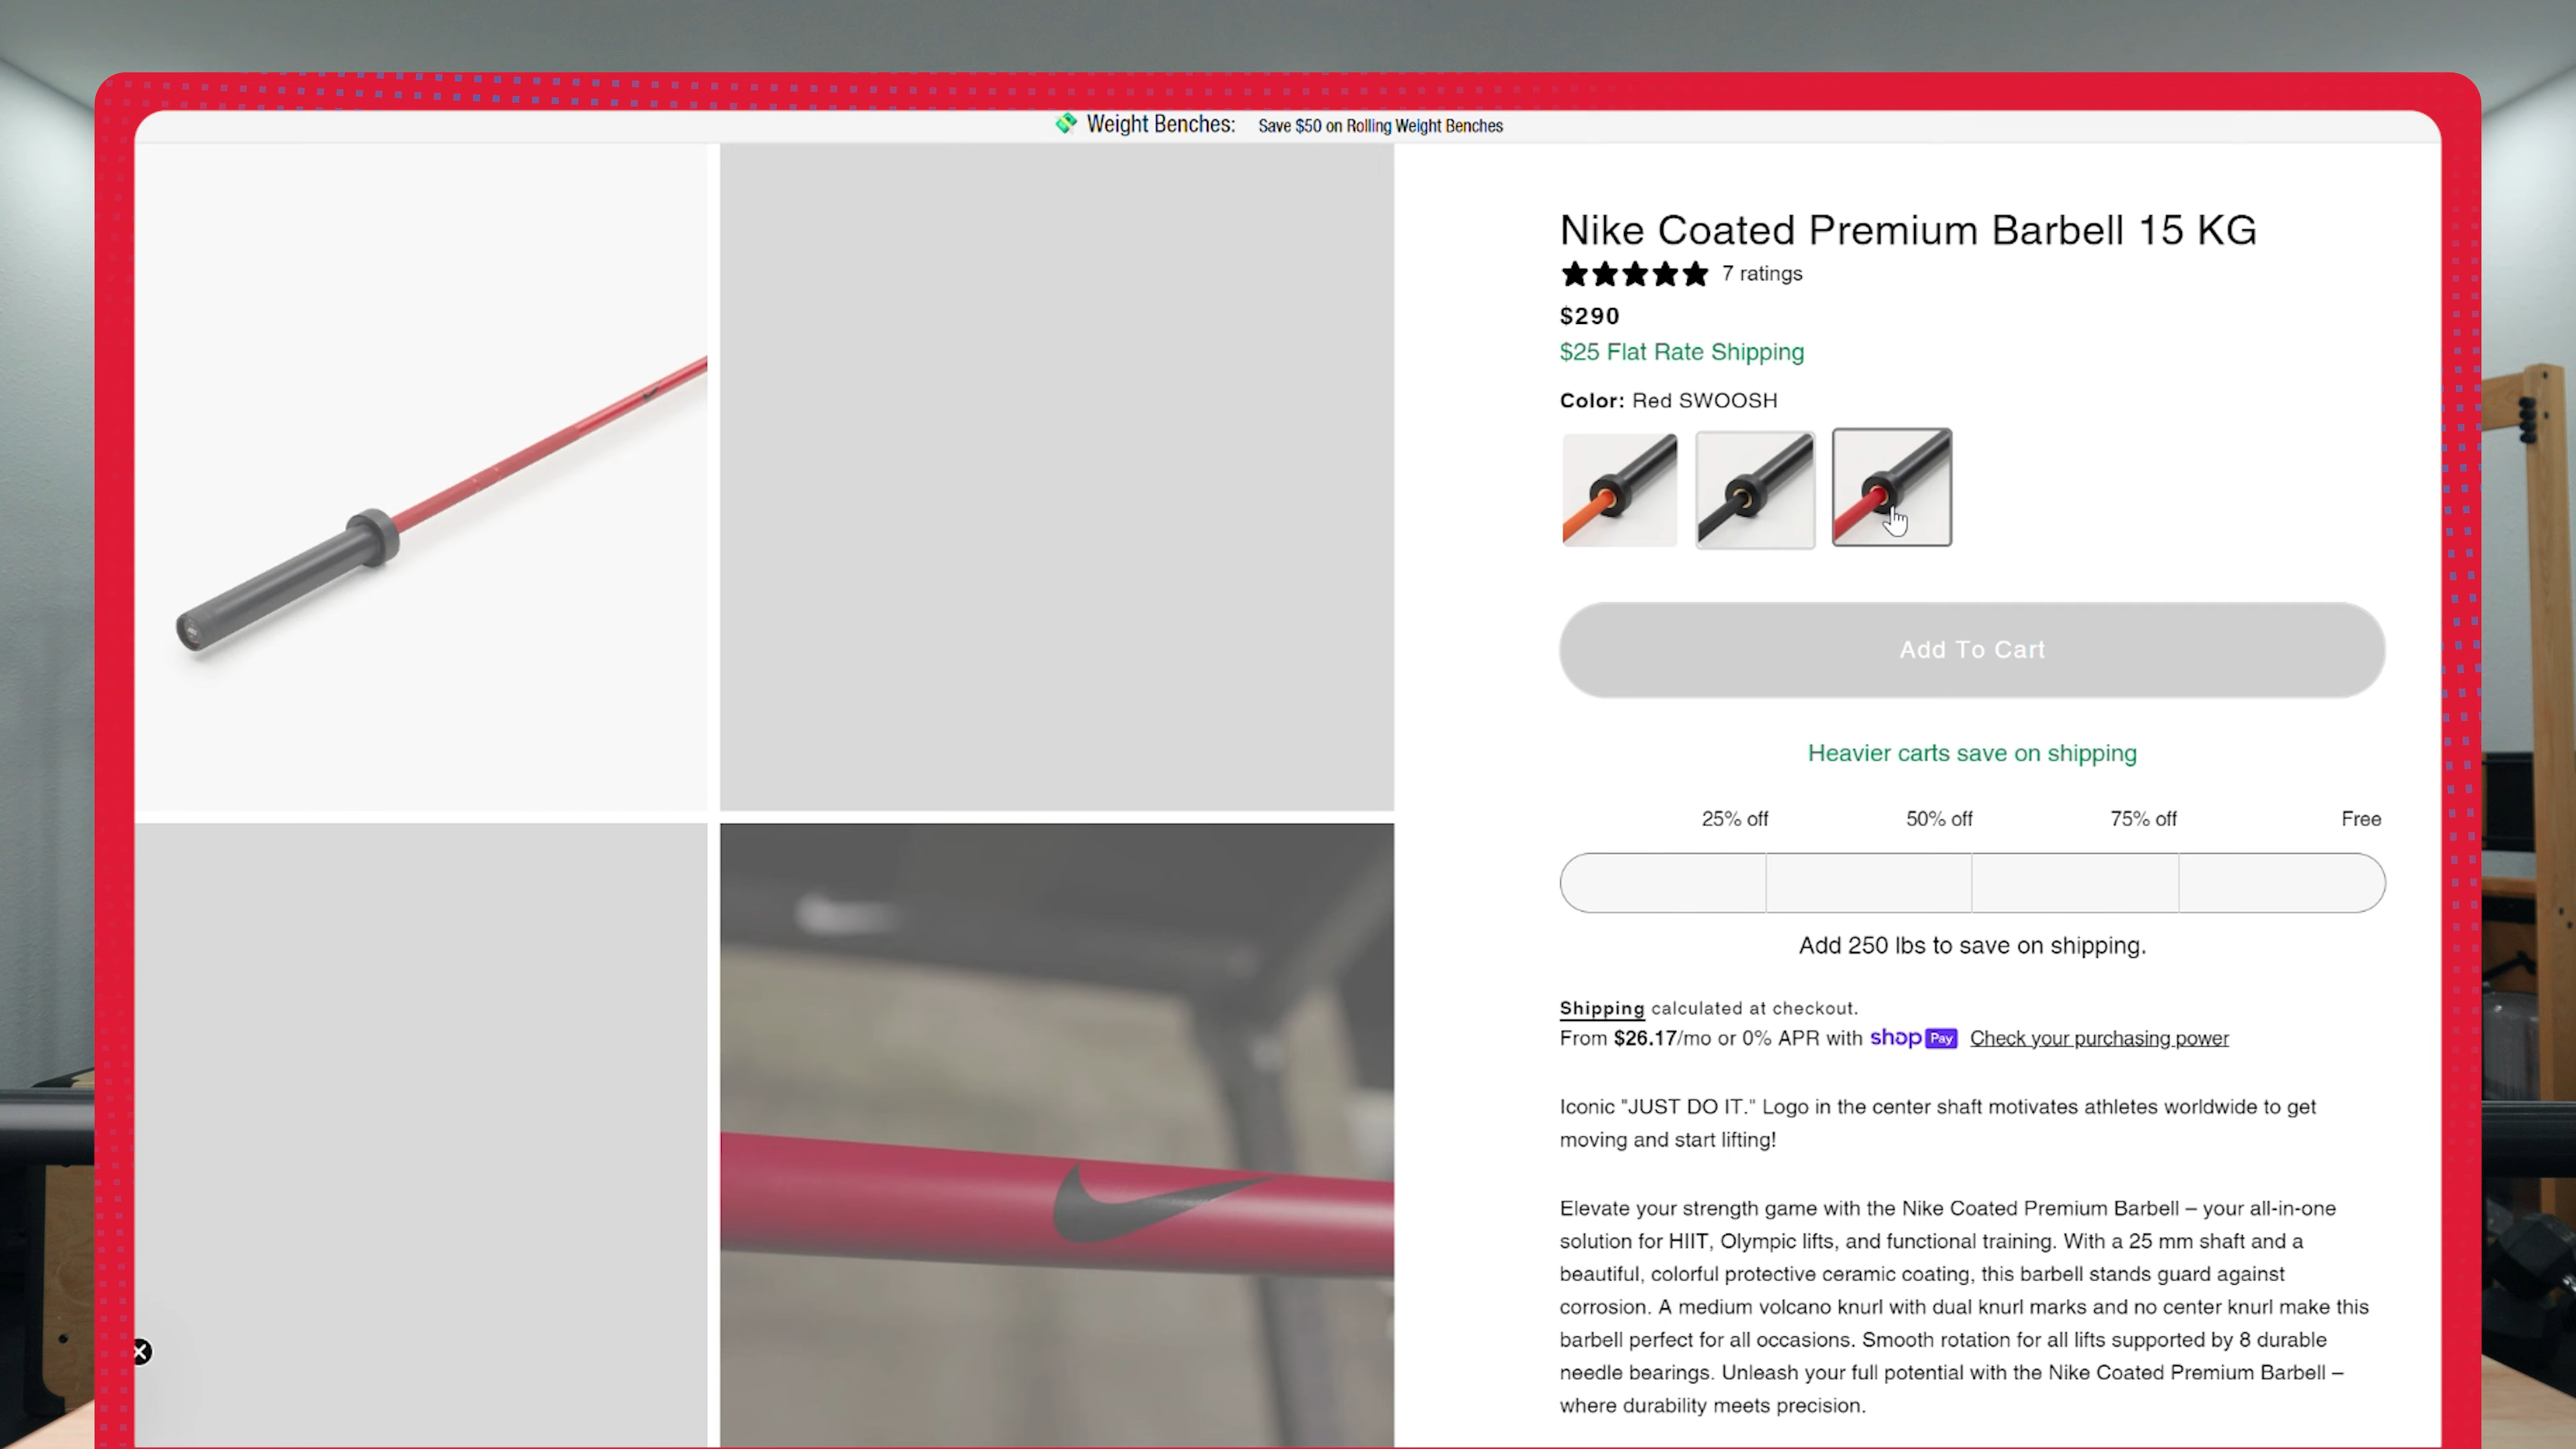 Weight Benches: Save $50 on Rolling Weight Benches
Nike Coated Premium Barbell 15 KG
7 ratings
$290
$25 Flat Rate Shipping
Color: Red SWOOSH
Add To Cart
Heavier carts save on shipping
25% off 50% off 75% off Free
Add 250 lbs to save on shipping.
Shipping calculated at checkout.
From $26.17/mo or 0% APR with shop Pay Check your purchasing power
Iconic "JUST DO IT." Logo in the center shaft motivates athletes worldwide to get
moving and start lifting!
Elevate your strength game with the Nike Coated Premium Barbell – your all-in-one
solution for HIIT, Olympic lifts, and functional training. With a 25 mm shaft and a
beautiful, colorful protective ceramic coating, this barbell stands guard against
corrosion. A medium volcano knurl with dual knurl marks and no center knurl make this
barbell perfect for all occasions. Smooth rotation for all lifts supported by 8 durable
needle bearings. Unleash your full potential with the Nike Coated Premium Barbell –
where durability meets precision.